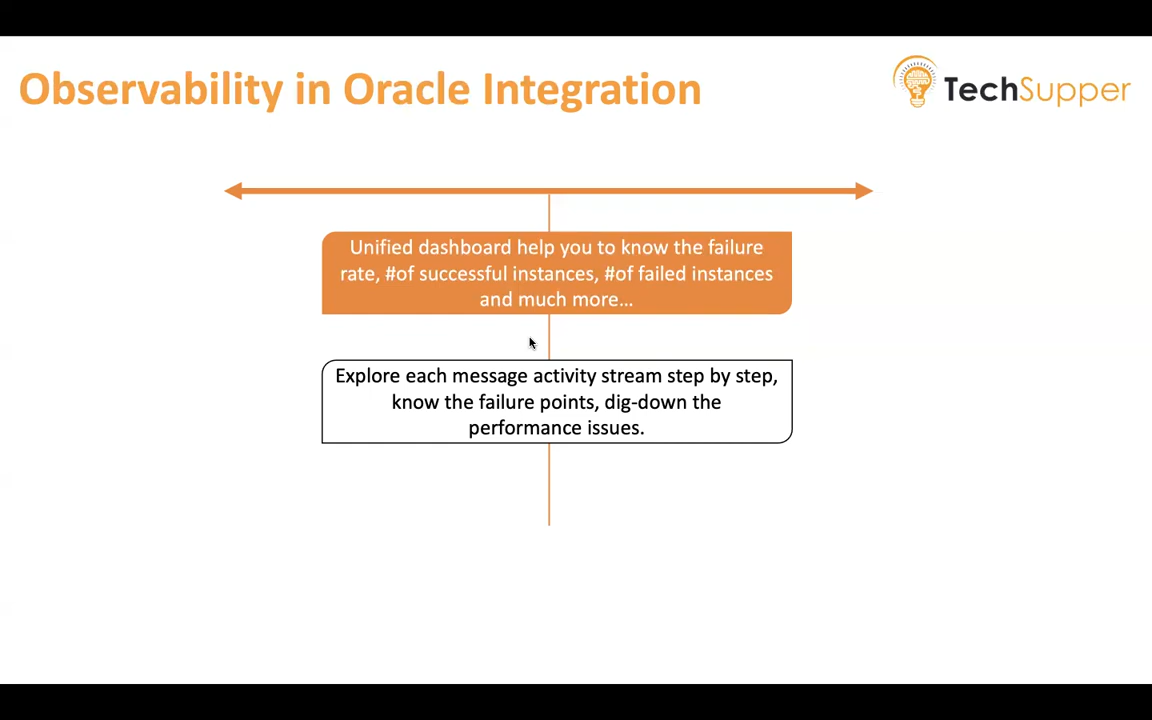 Observability in Oracle Integration
TechSupper
Unified dashboard help you to know the failure
rate, #of successful instances, #of failed instances
and much more...
Explore each message activity stream step by step,
know the failure points, dig-down the
performance issues.